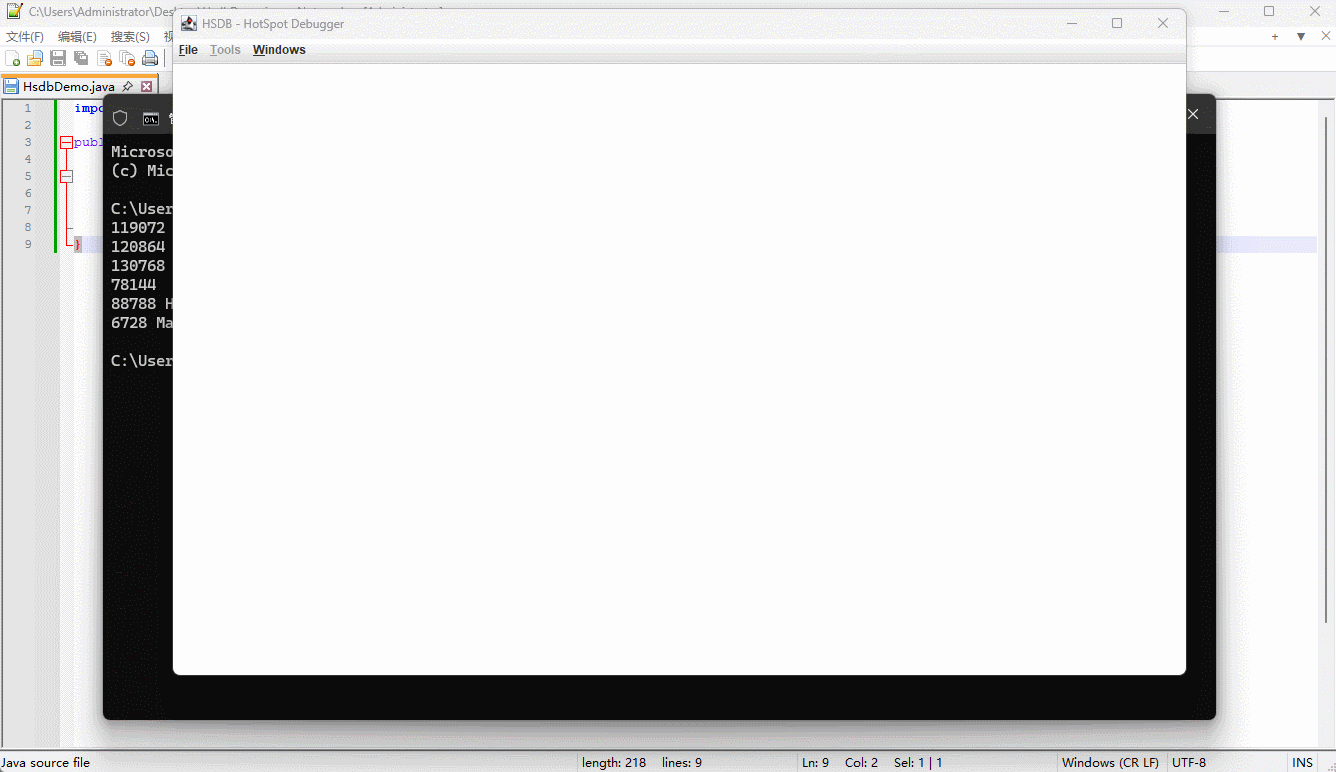 C:\Users\Administrator\Des
HSDB - HotSpot Debugger
文件(F) 编辑(E) 搜索(S) 视
File Tools Windows
HsdbDemo.java
1 impo
2
3 publ
4
5
6
7
8
9 }
Microso
(c) Mic
C:\User
119072
120864
130768
78144
88788 H
6728 Ma
C:\User
Java source file length: 218 lines: 9 Ln: 9 Col: 2 Sel: 1 | 1 Windows (CR LF) UTF-8 INS